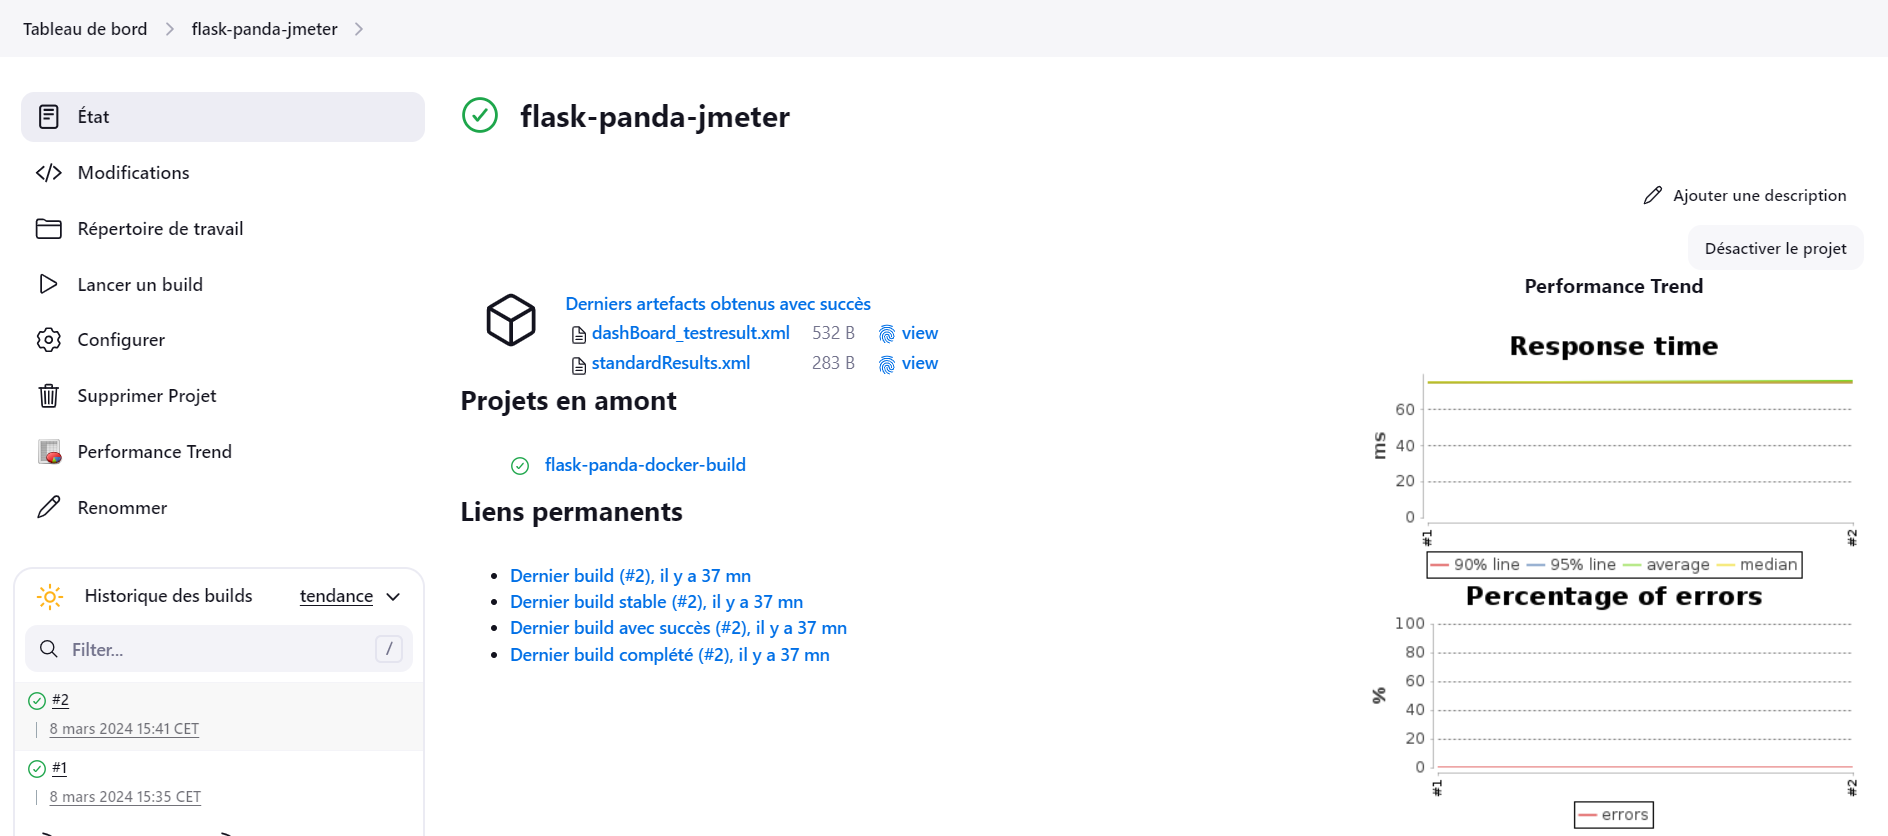 Tableau de bord
flask-panda-jmeter
État
Modifications
Répertoire de travail
Lancer un build
Configurer
Supprimer Projet
Performance Trend
Renommer
Historique des builds
tendance
Filter...
/
#2
8 mars 2024 15:41 CET
#1
8 mars 2024 15:35 CET
flask-panda-jmeter
Ajouter une description
Désactiver le projet
Derniers artefacts obtenus avec succès
dashBoard_testresult.xml 532 B view
standardResults.xml 283 B view
Projets en amont
flask-panda-docker-build
Liens permanents
Dernier build (#2), il y a 37 mn
Dernier build stable (#2), il y a 37 mn
Dernier build avec succès (#2), il y a 37 mn
Dernier build complété (#2), il y a 37 mn
Performance Trend
Response time
ms
60
40
20
0
#1 #2
90% line 95% line average median
Percentage of errors
%
100
80
60
40
20
0
#1 #2
errors